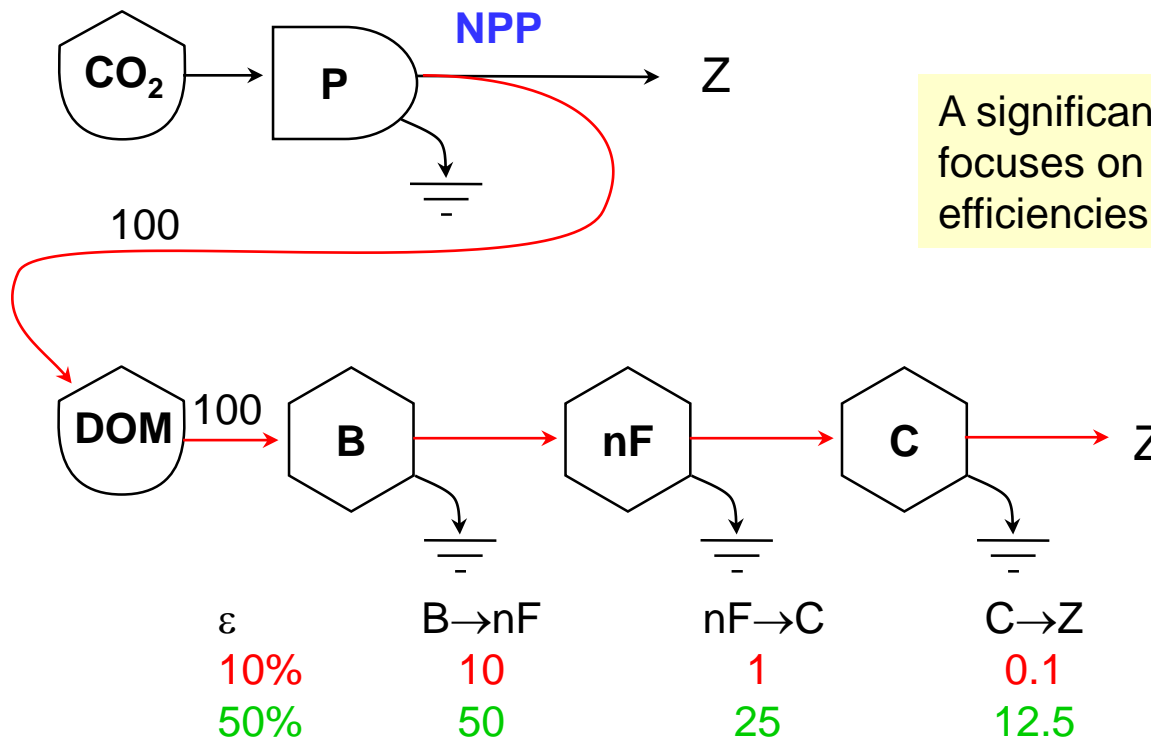 NPP
CO₂
P
Z
A significan
focuses on
efficiencies
100
DOM
100
B
nF
C
Z
ε B→nF nF→C C→Z
10% 10 1 0.1
50% 50 25 12.5